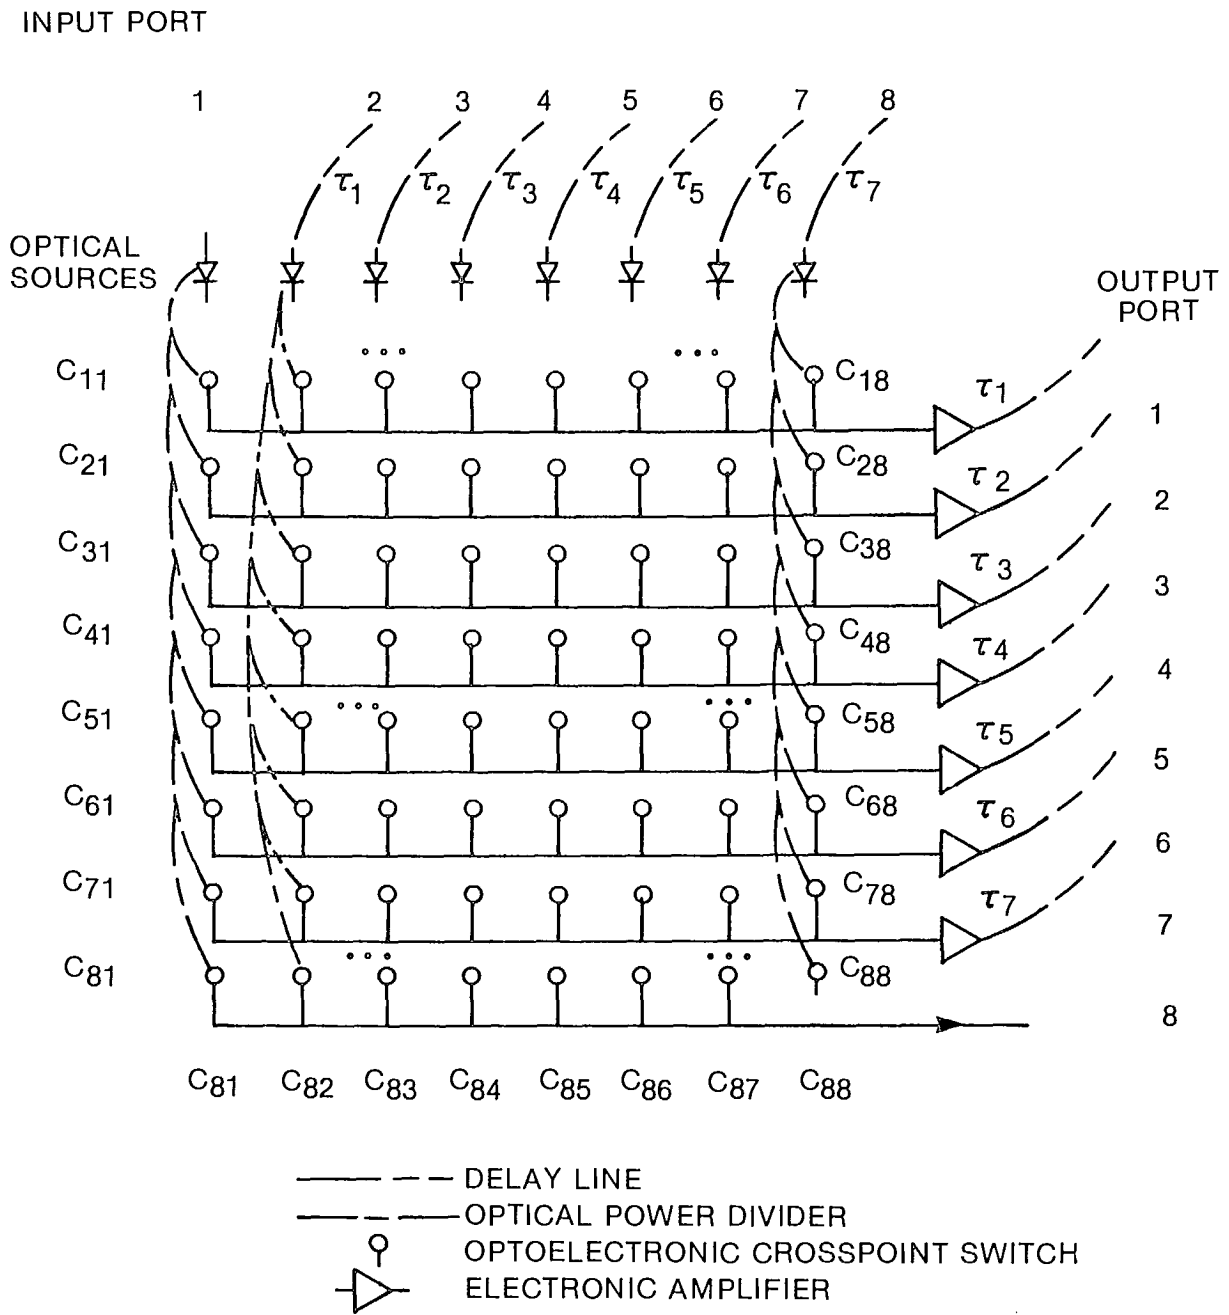 INPUT PORT
1 2 3 4 5 6 7 8
τ1 τ2 τ3 τ4 τ5 τ6 τ7
OPTICAL
SOURCES
OUTPUT
PORT
C11 C18 τ1
1
C21 C28 τ2
2
C31 C38 τ3
3
C41 C48 τ4
4
C51 C58 τ5
5
C61 C68 τ6
6
C71 C78 τ7
7
C81 C88
8
C81 C82 C83 C84 C85 C86 C87 C88
DELAY LINE
OPTICAL POWER DIVIDER
OPTOELECTRONIC CROSSPOINT SWITCH
ELECTRONIC AMPLIFIER